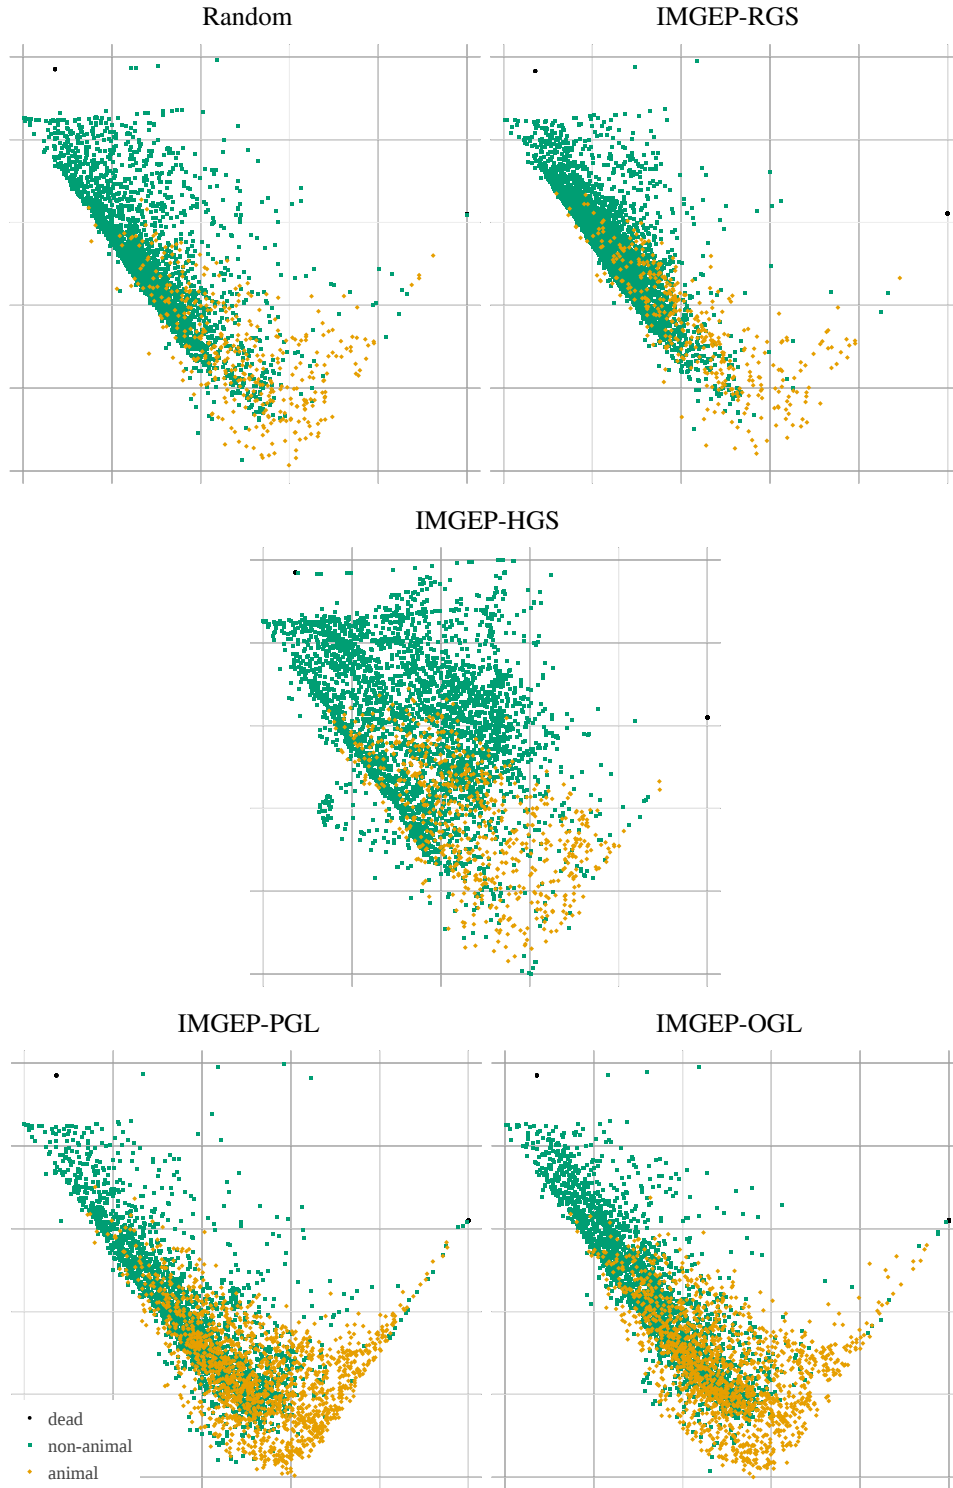 Random
IMGEP-RGS
IMGEP-HGS
IMGEP-PGL
IMGEP-OGL
dead
non-animal
animal